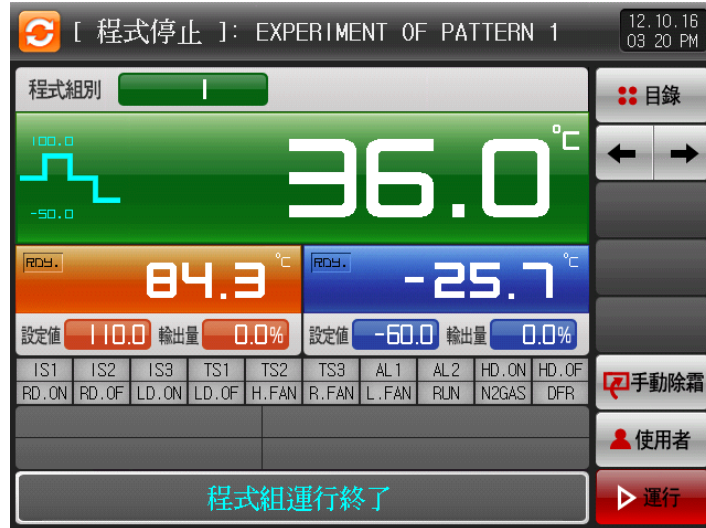 [ 程式停止 ]: EXPERIMENT OF PATTERN 1
12.10.16
03 20 PM
程式組別 1
目錄
100.0
-50.0
36.0 ℃
RDY. 84.3 ℃
RDY. -25.7 ℃
設定值 110.0 輸出量 0.0%
設定值 -60.0 輸出量 0.0%
IS1 IS2 IS3 TS1 TS2 TS3 AL1 AL2 HD.ON HD.OF
RD.ON RD.OF LD.ON LD.OF H.FAN R.FAN L.FAN RUN N2GAS DFR
手動除霜
使用者
程式組運行終了
運行